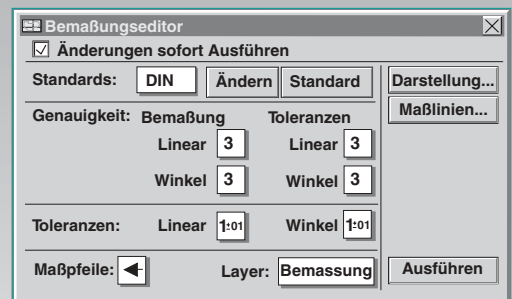 Bemaßungseditor
Änderungen sofort Ausführen
Standards: DIN Ändern Standard Darstellung...
Genauigkeit: Bemaßung Toleranzen Maßlinien...
Linear 3 Linear 3
Winkel 3 Winkel 3
Toleranzen: Linear 1±01 Winkel 1±01
Maßpfeile: Layer: Bemassung Ausführen